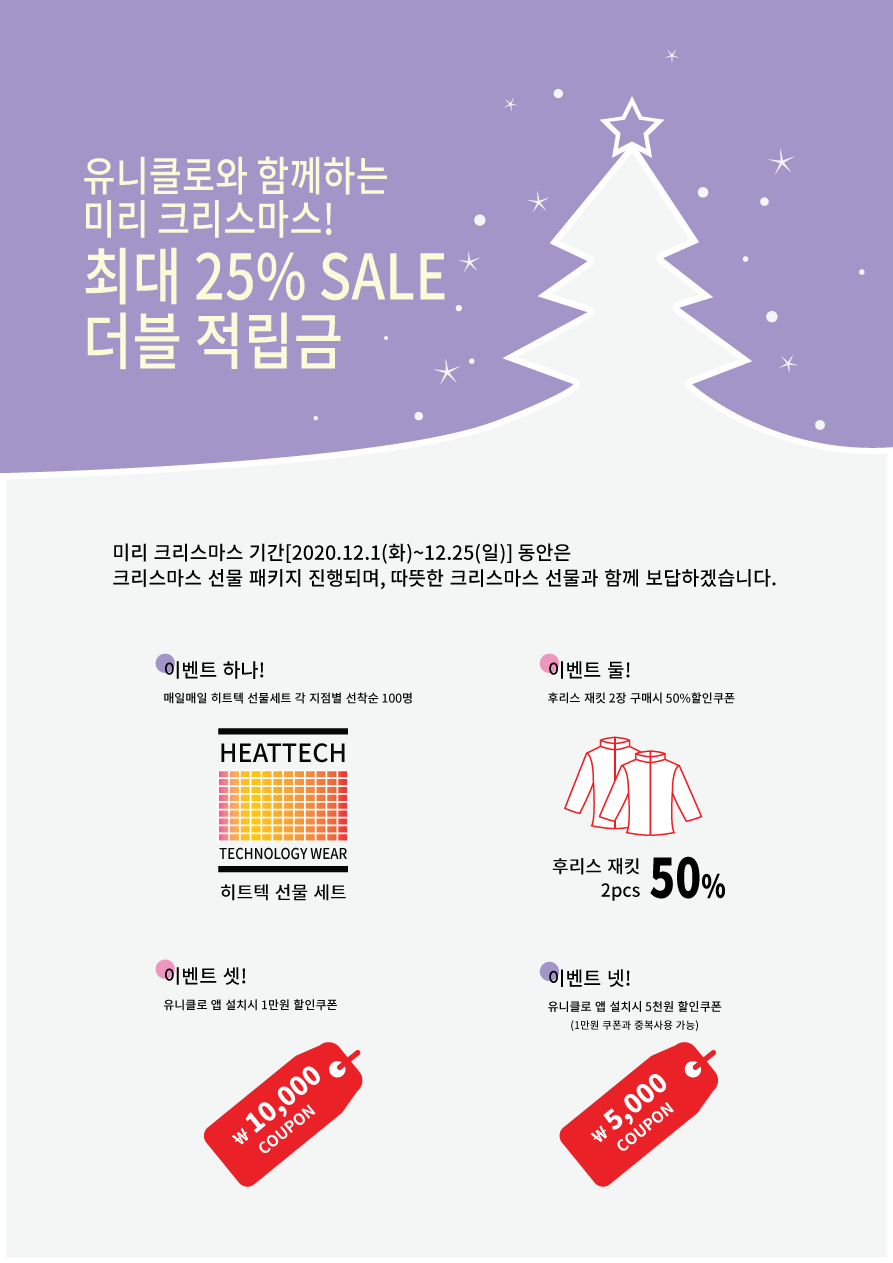 유니클로와 함께하는
미리 크리스마스!
최대 25% SALE
더블 적립금
미리 크리스마스 기간[2020.12.1(화)~12.25(일)] 동안은
크리스마스 선물 패키지 진행되며, 따뜻한 크리스마스 선물과 함께 보답하겠습니다.
이벤트 하나!
매일매일 히트텍 선물세트 각 지점별 선착순 100명
HEATTECH
TECHNOLOGY WEAR
히트텍 선물 세트
이벤트 둘!
후리스 재킷 2장 구매시 50%할인쿠폰
후리스 재킷
2pcs 50%
이벤트 셋!
유니클로 앱 설치시 1만원 할인쿠폰
₩ 10,000
COUPON
이벤트 넷!
유니클로 앱 설치시 5천원 할인쿠폰
(1만원 쿠폰과 중복사용 가능)
₩ 5,000
COUPON